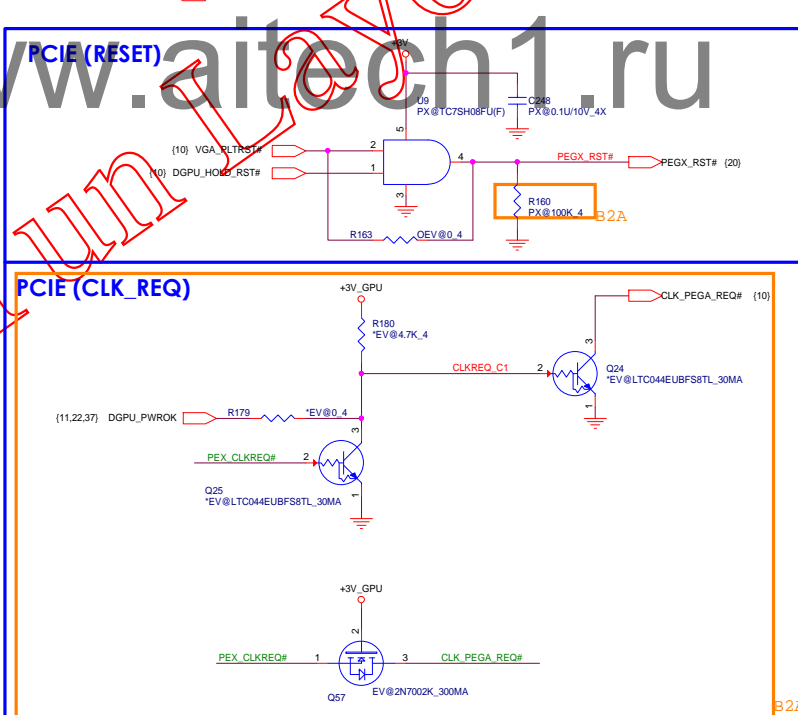 www.aitech1.ru
PCIE (RESET)
+3V
U9
PX@TC7SH08FU(F)
C248
PX@0.1U/10V_4X
5
{10} VGA_PLTRST#
2
{10} DGPU_HOLD_RST#
1
4
PEGX_RST#
PEGX_RST# {20}
3
R160
PX@100K_4
B2A
R163
OEV@0_4
PCIE (CLK_REQ)
+3V_GPU
CLK_PEGA_REQ# {10}
R180
*EV@4.7K_4
3
CLKREQ_C1
2
Q24
*EV@LTC044EUBFS8TL_30MA
1
{11,22,37} DGPU_PWROK
R179
*EV@0_4
3
PEX_CLKREQ#
2
Q25
*EV@LTC044EUBFS8TL_30MA
1
+3V_GPU
2
PEX_CLKREQ#
1
3
CLK_PEGA_REQ#
Q57
EV@2N7002K_300MA